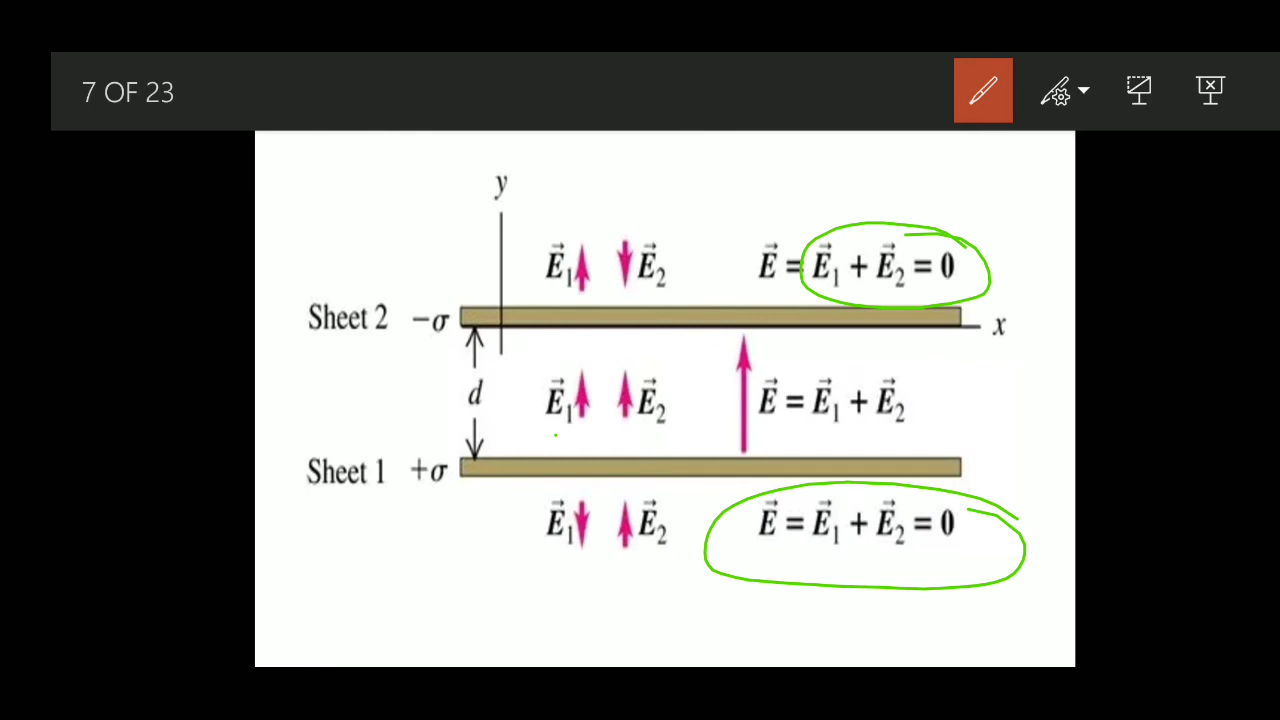 7 OF 23
y
E⃗₁ E⃗₂ E⃗ = E⃗₁ + E⃗₂ = 0
Sheet 2 −σ x
d E⃗₁ E⃗₂ E⃗ = E⃗₁ + E⃗₂
Sheet 1 +σ
E⃗₁ E⃗₂ E⃗ = E⃗₁ + E⃗₂ = 0